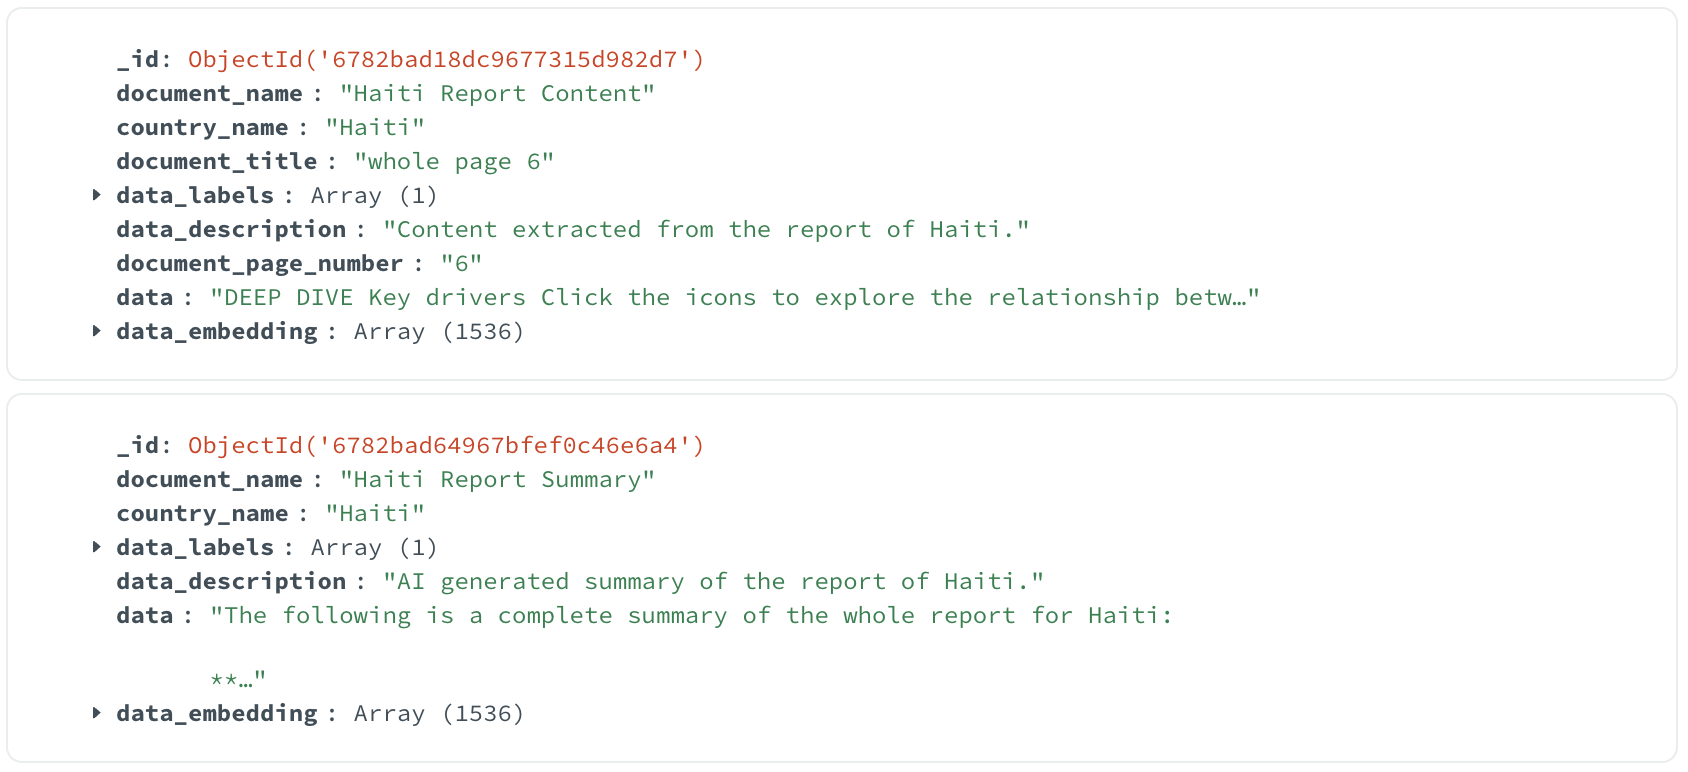 _id: ObjectId('6782bad18dc9677315d982d7')
document_name : "Haiti Report Content"
country_name : "Haiti"
document_title : "whole page 6"
data_labels : Array (1)
data_description : "Content extracted from the report of Haiti."
document_page_number : "6"
data : "DEEP DIVE Key drivers Click the icons to explore the relationship betw…"
data_embedding : Array (1536)
_id: ObjectId('6782bad64967bfef0c46e6a4')
document_name : "Haiti Report Summary"
country_name : "Haiti"
data_labels : Array (1)
data_description : "AI generated summary of the report of Haiti."
data : "The following is a complete summary of the whole report for Haiti:
**…"
data_embedding : Array (1536)